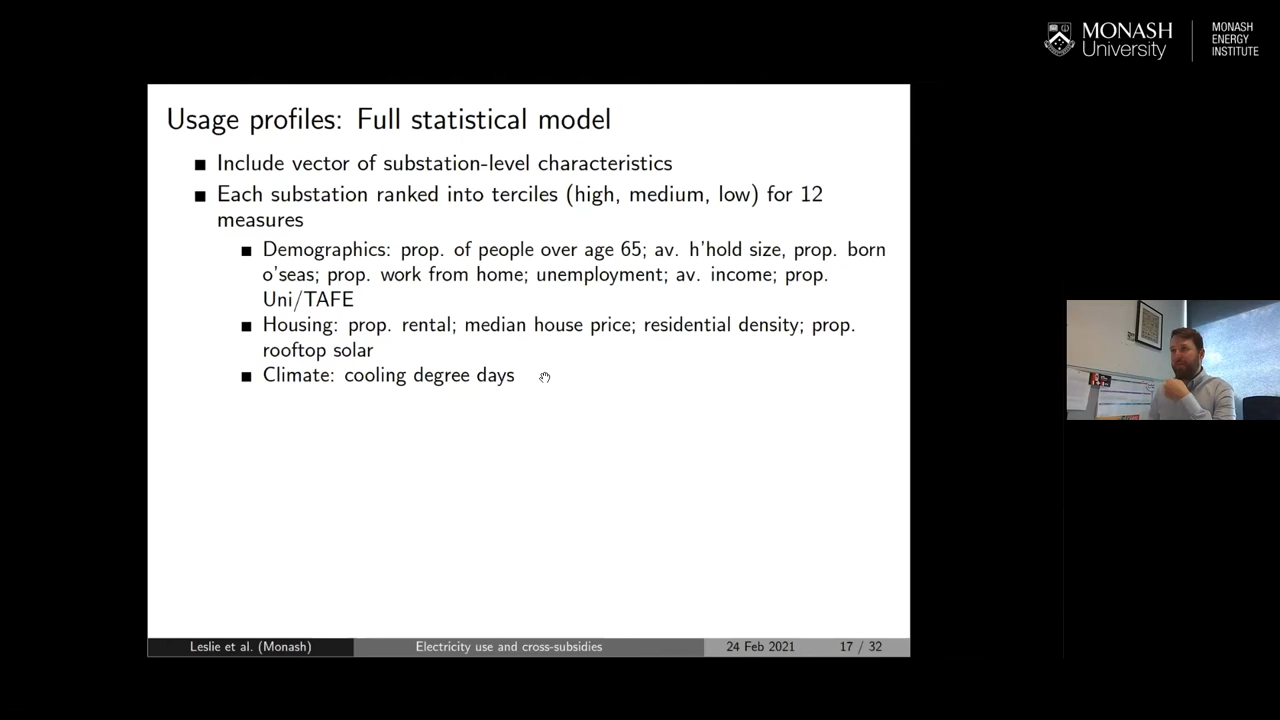 MONASH University
MONASH ENERGY INSTITUTE
Usage profiles: Full statistical model
Include vector of substation-level characteristics
Each substation ranked into terciles (high, medium, low) for 12
measures
Demographics: prop. of people over age 65; av. h'hold size, prop. born
o'seas; prop. work from home; unemployment; av. income; prop.
Uni/TAFE
Housing: prop. rental; median house price; residential density; prop.
rooftop solar
Climate: cooling degree days
Leslie et al. (Monash)
Electricity use and cross-subsidies
24 Feb 2021
17 / 32